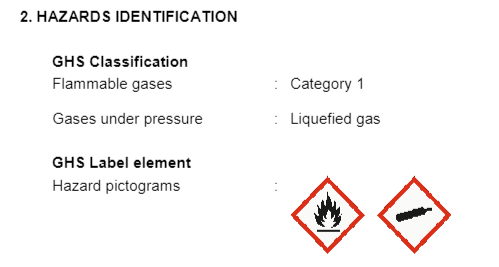 2. HAZARDS IDENTIFICATION
GHS Classification
Flammable gases : Category 1
Gases under pressure : Liquefied gas
GHS Label element
Hazard pictograms :